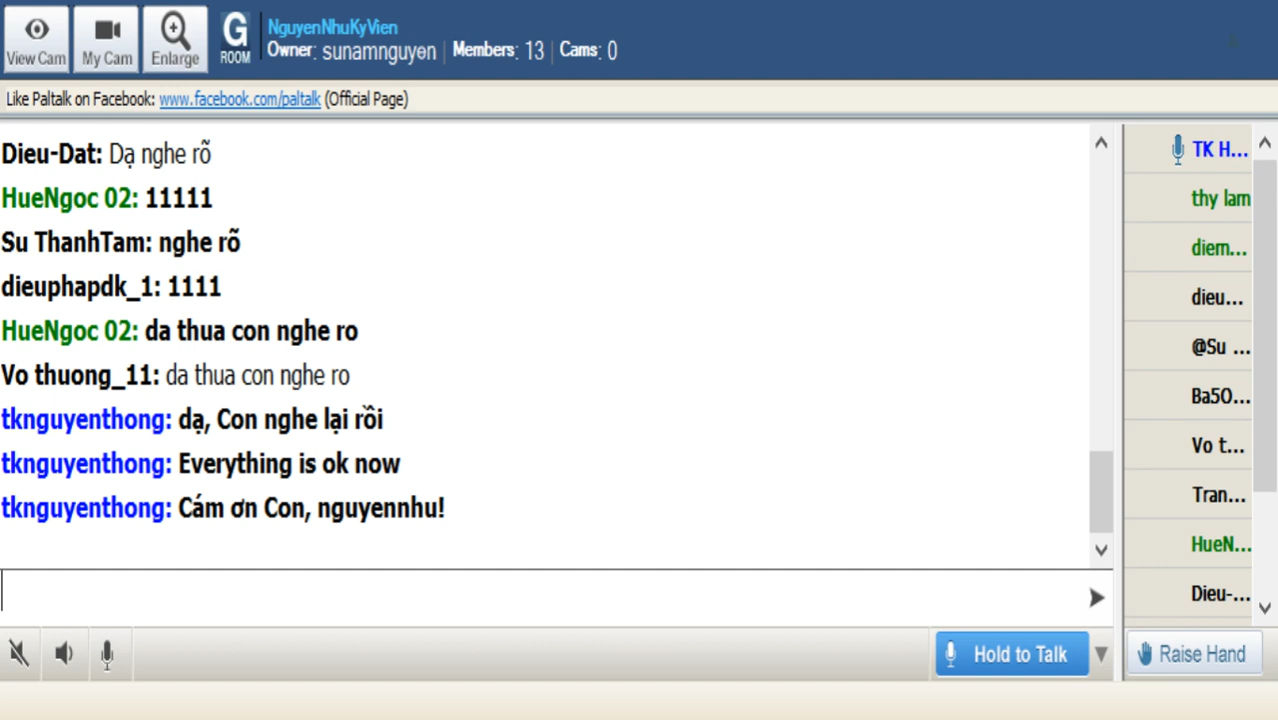 View Cam
My Cam
Enlarge
G
ROOM
NguyenNhuKyVien
Owner: sunamnguyen | Members: 13 | Cams: 0
Like Paltalk on Facebook: www.facebook.com/paltalk (Official Page)
Dieu-Dat: Dạ nghe rõ
HueNgoc 02: 11111
Su ThanhTam: nghe rõ
dieuphapdk_1: 1111
HueNgoc 02: da thua con nghe ro
Vo thuong_11: da thua con nghe ro
tknguyenthong: dạ, Con nghe lại rồi
tknguyenthong: Everything is ok now
tknguyenthong: Cám ơn Con, nguyennhu!
TK H...
thy lam
diem...
dieu...
@Su ...
Ba5O...
Vo t...
Tran...
HueN...
Dieu-...
Hold to Talk
Raise Hand